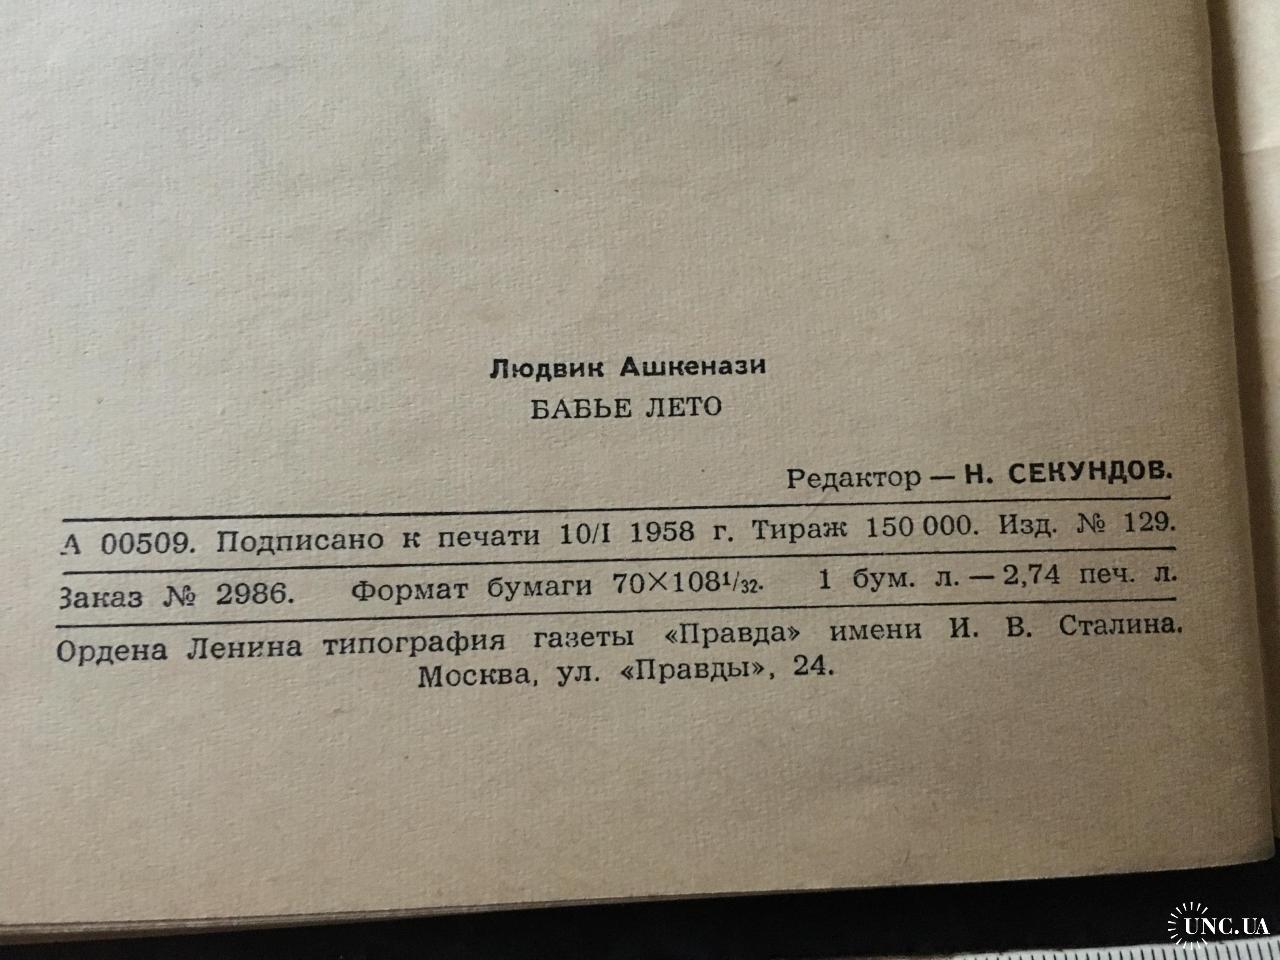 Людвик Ашкенази
БАБЬЕ ЛЕТО
Редактор — Н. СЕКУНДОВ.
А 00509. Подписано к печати 10/I 1958 г. Тираж 150 000. Изд. № 129.
Заказ № 2986. Формат бумаги 70×108¹/₃₂. 1 бум. л. — 2,74 печ. л.
Ордена Ленина типография газеты «Правда» имени И. В. Сталина.
Москва, ул. «Правды», 24.
UNC.UA